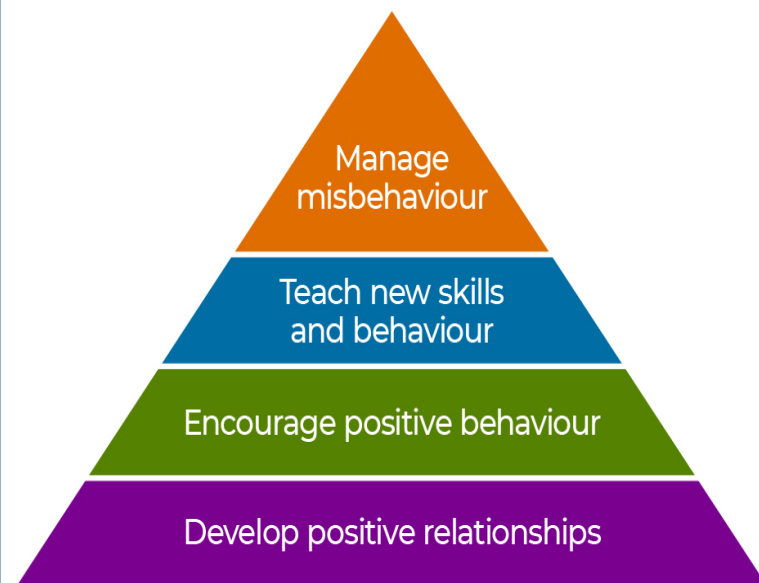 Manage
misbehaviour
Teach new skills
and behaviour
Encourage positive behaviour
Develop positive relationships